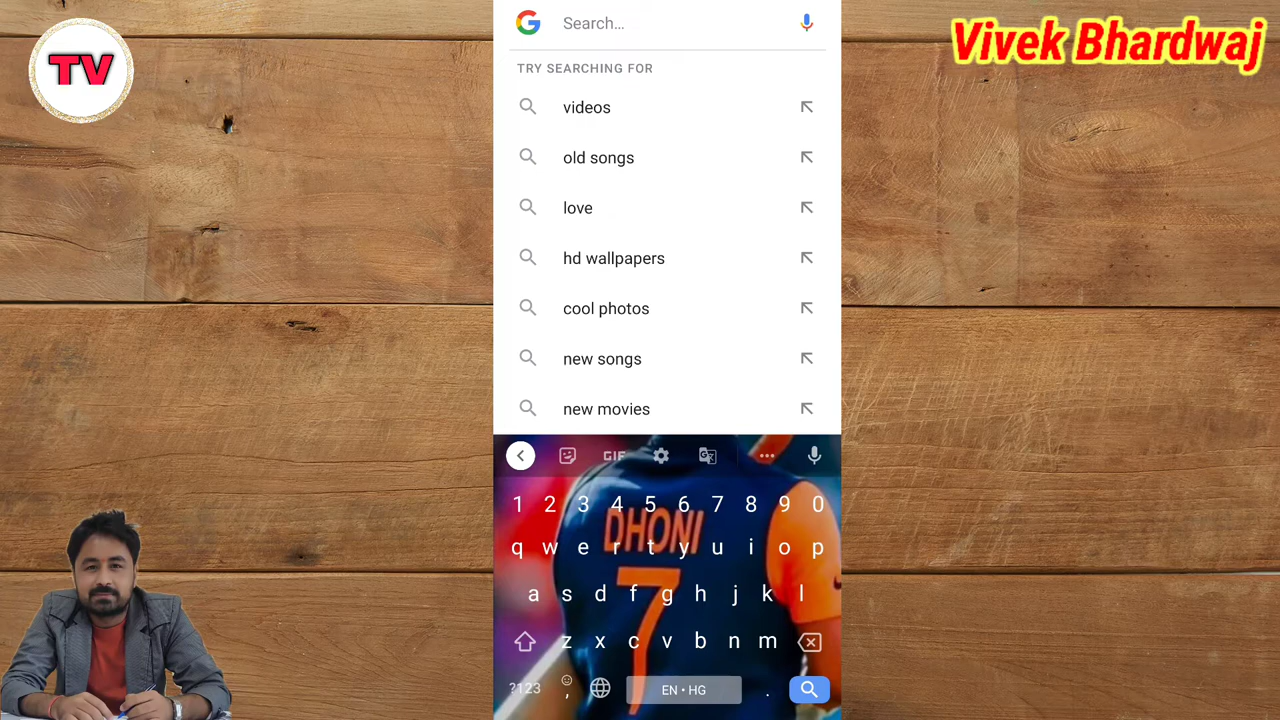 TV
Vivek Bhardwaj
Search...
TRY SEARCHING FOR
videos
old songs
love
hd wallpapers
cool photos
new songs
new movies
GIF
DHONI
7
1 2 3 4 5 6 7 8 9 0
q w e r t y u i o p
a s d f g h j k l
z x c v b n m
?123 , EN • HG .